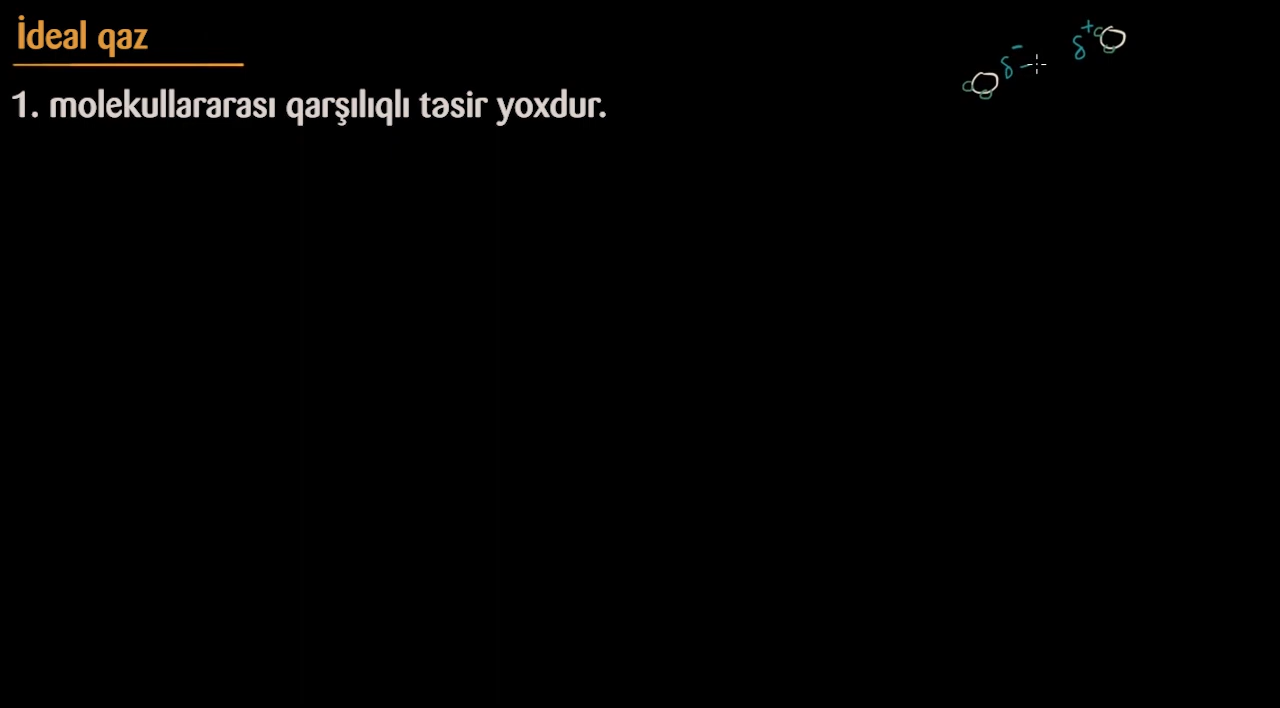 İdeal qaz
δ⁻ δ⁺
1. molekullararası qarşılıqlı təsir yoxdur.